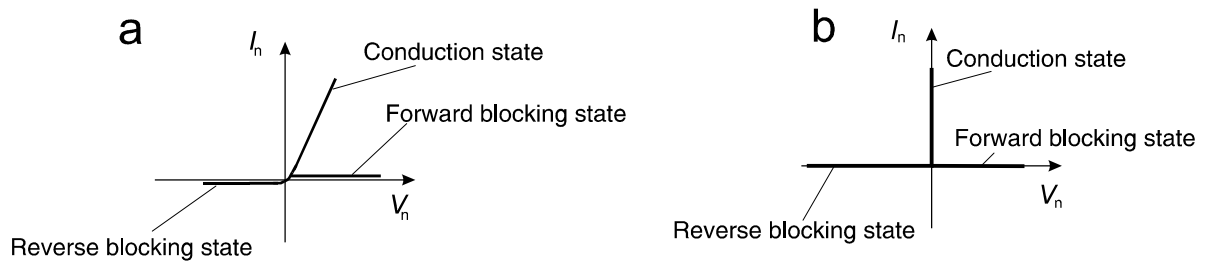 a
Iₙ
Conduction state
Forward blocking state
Vₙ
Reverse blocking state
b
Iₙ
Conduction state
Forward blocking state
Vₙ
Reverse blocking state